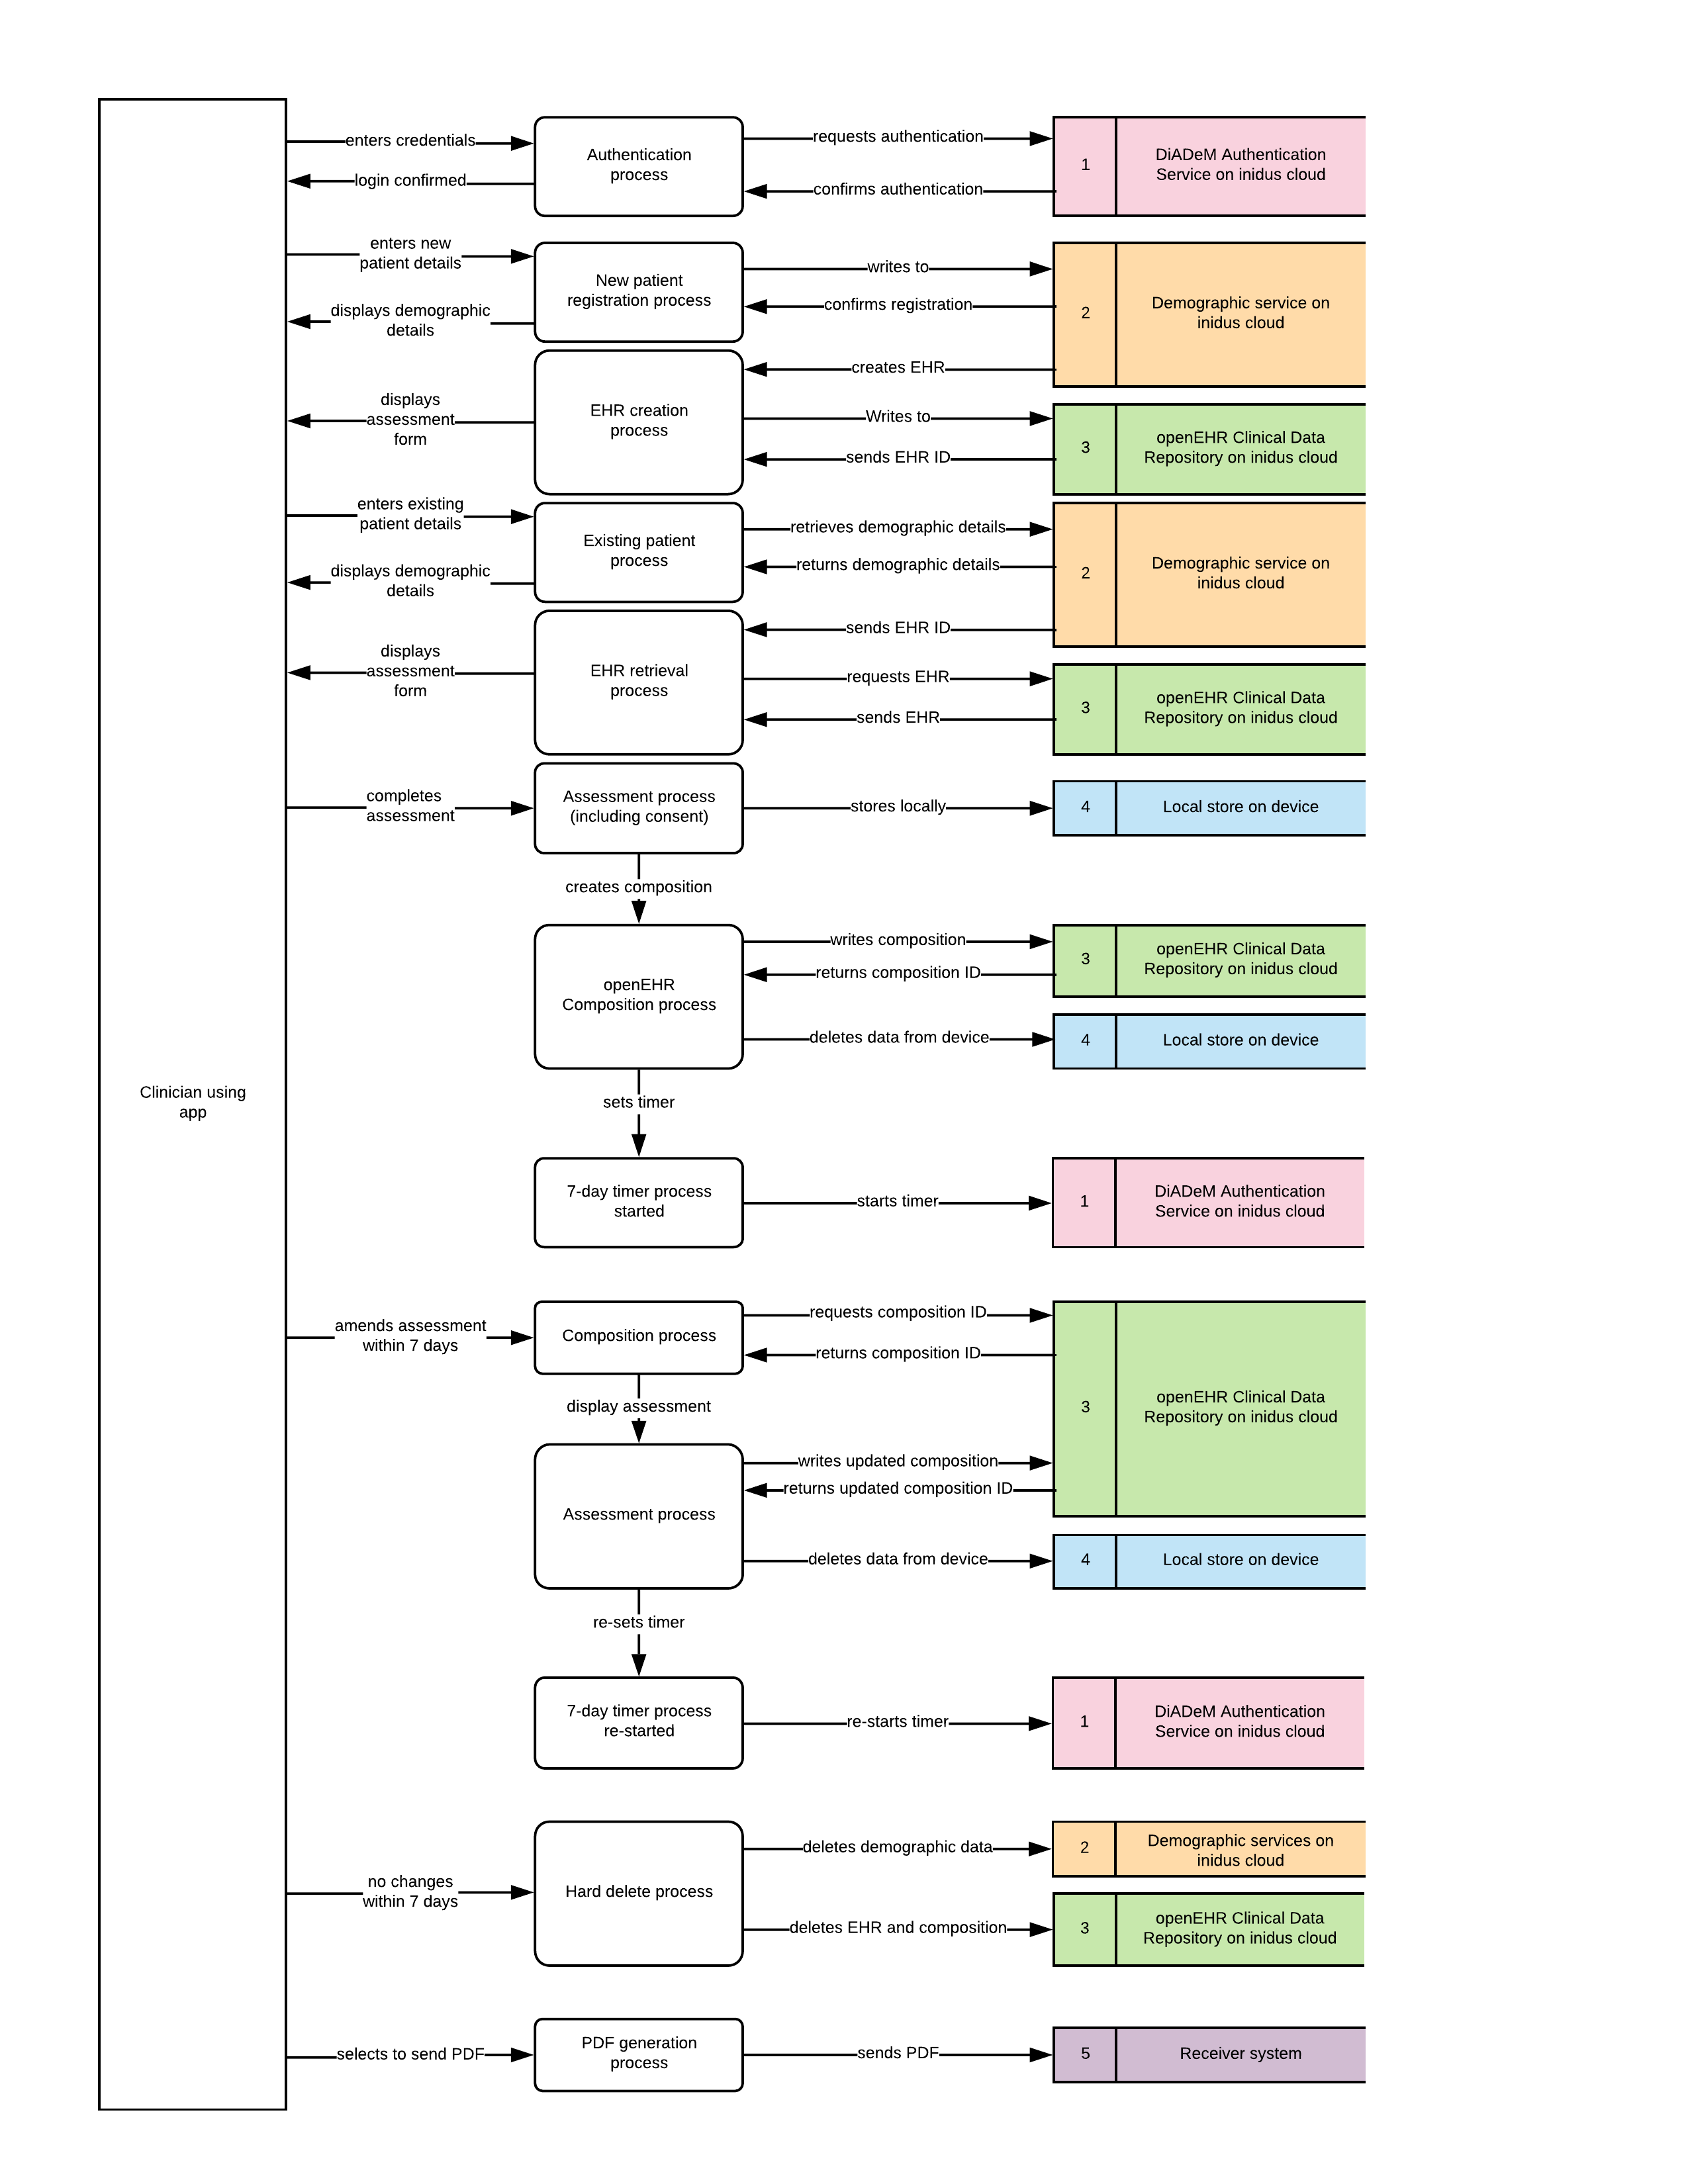 enters credentials
login confirmed
Authentication
process
requests authentication
confirms authentication
1
DiADeM Authentication
Service on inidus cloud
enters new
patient details
displays demographic
details
New patient
registration process
writes to
confirms registration
2
Demographic service on
inidus cloud
creates EHR
displays
assessment
form
EHR creation
process
Writes to
sends EHR ID
3
openEHR Clinical Data
Repository on inidus cloud
enters existing
patient details
displays demographic
details
Existing patient
process
retrieves demographic details
returns demographic details
2
Demographic service on
inidus cloud
sends EHR ID
displays
assessment
form
EHR retrieval
process
requests EHR
sends EHR
3
openEHR Clinical Data
Repository on inidus cloud
completes
assessment
Assessment process
(including consent)
stores locally
4
Local store on device
creates composition
openEHR
Composition process
writes composition
returns composition ID
3
openEHR Clinical Data
Repository on inidus cloud
deletes data from device
4
Local store on device
Clinician using
app
sets timer
7-day timer process
started
starts timer
1
DiADeM Authentication
Service on inidus cloud
amends assessment
within 7 days
Composition process
requests composition ID
returns composition ID
display assessment
3
openEHR Clinical Data
Repository on inidus cloud
Assessment process
writes updated composition
returns updated composition ID
deletes data from device
4
Local store on device
re-sets timer
7-day timer process
re-started
re-starts timer
1
DiADeM Authentication
Service on inidus cloud
no changes
within 7 days
Hard delete process
deletes demographic data
2
Demographic services on
inidus cloud
deletes EHR and composition
3
openEHR Clinical Data
Repository on inidus cloud
selects to send PDF
PDF generation
process
sends PDF
5
Receiver system